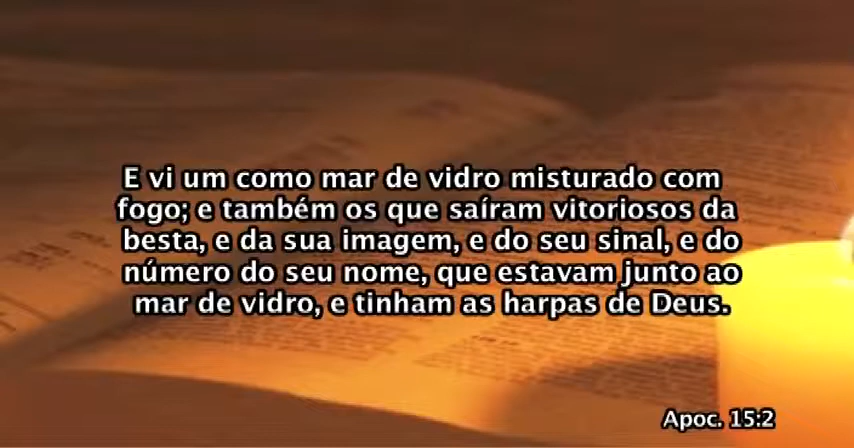 E vi um como mar de vidro misturado com
fogo; e também os que saíram vitoriosos da
besta, e da sua imagem, e do seu sinal, e do
número do seu nome, que estavam junto ao
mar de vidro, e tinham as harpas de Deus.
Apoc. 15:2